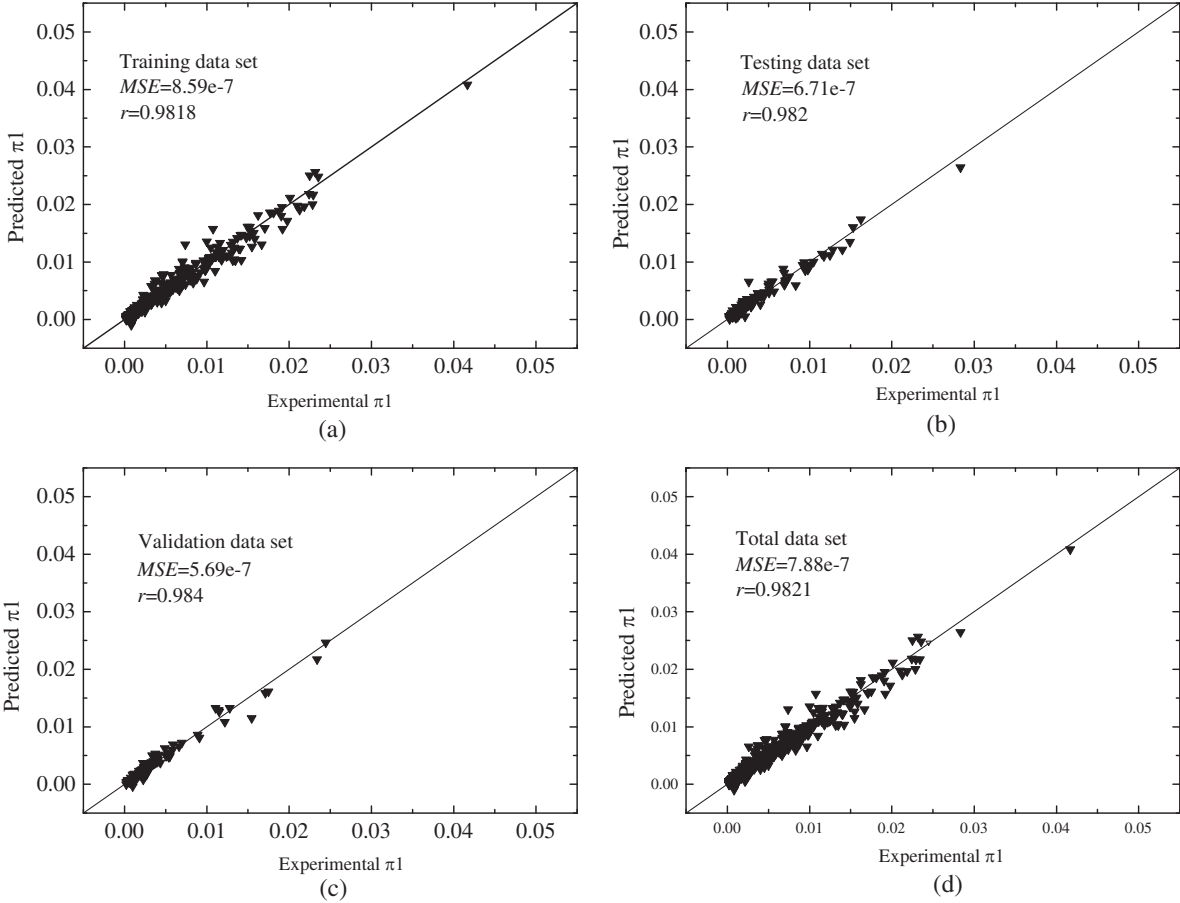 0.05
0.04
0.03
0.02
0.01
0.00
Predicted π1
Training data set
MSE=8.59e-7
r=0.9818
0.00 0.01 0.02 0.03 0.04 0.05
Experimental π1
(a)
0.05
0.04
0.03
0.02
0.01
0.00
Predicted π1
Testing data set
MSE=6.71e-7
r=0.982
0.00 0.01 0.02 0.03 0.04 0.05
Experimental π1
(b)
0.05
0.04
0.03
0.02
0.01
0.00
Predicted π1
Validation data set
MSE=5.69e-7
r=0.984
0.00 0.01 0.02 0.03 0.04 0.05
Experimental π1
(c)
0.05
0.04
0.03
0.02
0.01
0.00
Predicted π1
Total data set
MSE=7.88e-7
r=0.9821
0.00 0.01 0.02 0.03 0.04 0.05
Experimental π1
(d)